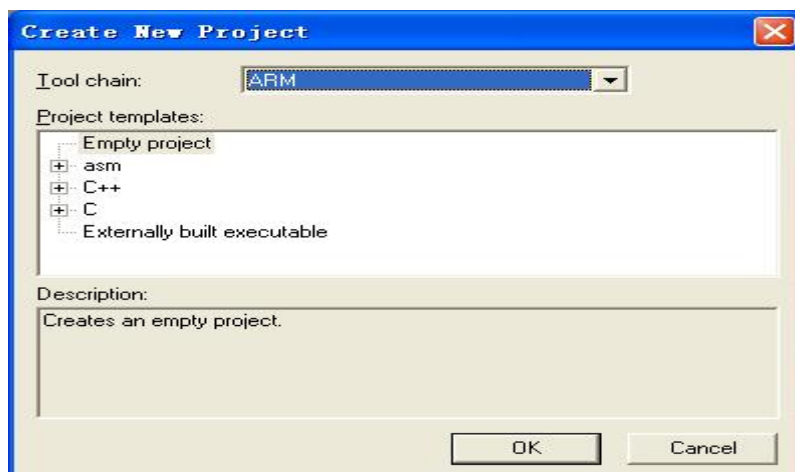 Create New Project
Tool chain: ARM
Project templates:
Empty project
asm
C++
C
Externally built executable
Description:
Creates an empty project.
OK Cancel